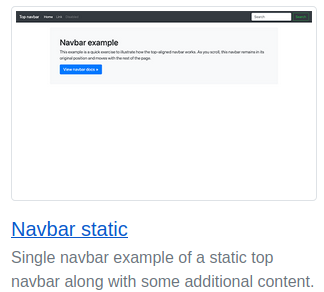 Top navbar Home Link Disabled Search Search
Navbar example
This example is a quick exercise to illustrate how the top-aligned navbar works. As you scroll, this navbar remains in its
original position and moves with the rest of the page.
View navbar docs »
Navbar static
Single navbar example of a static top
navbar along with some additional content.